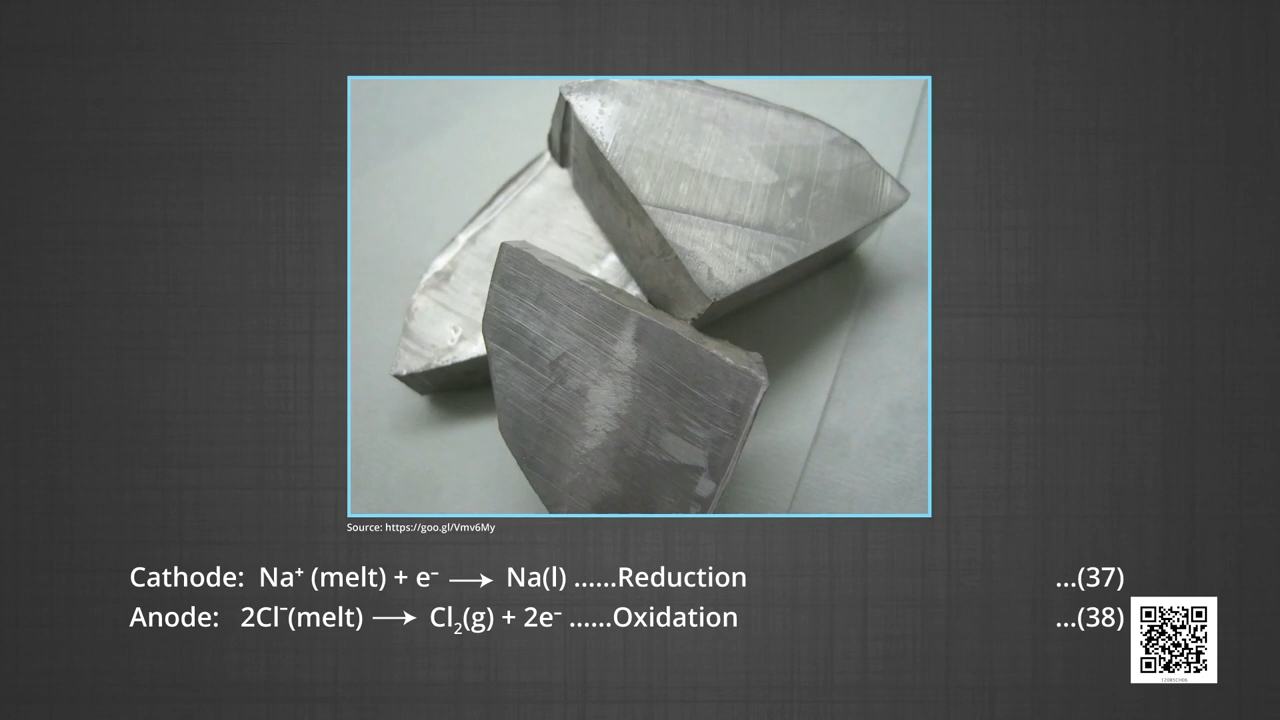 Source: https://goo.gl/Vmv6My
Cathode: Na⁺ (melt) + e⁻ ⟶ Na(l) ......Reduction ...(37)
Anode: 2Cl⁻(melt) ⟶ Cl₂(g) + 2e⁻ ......Oxidation ...(38)